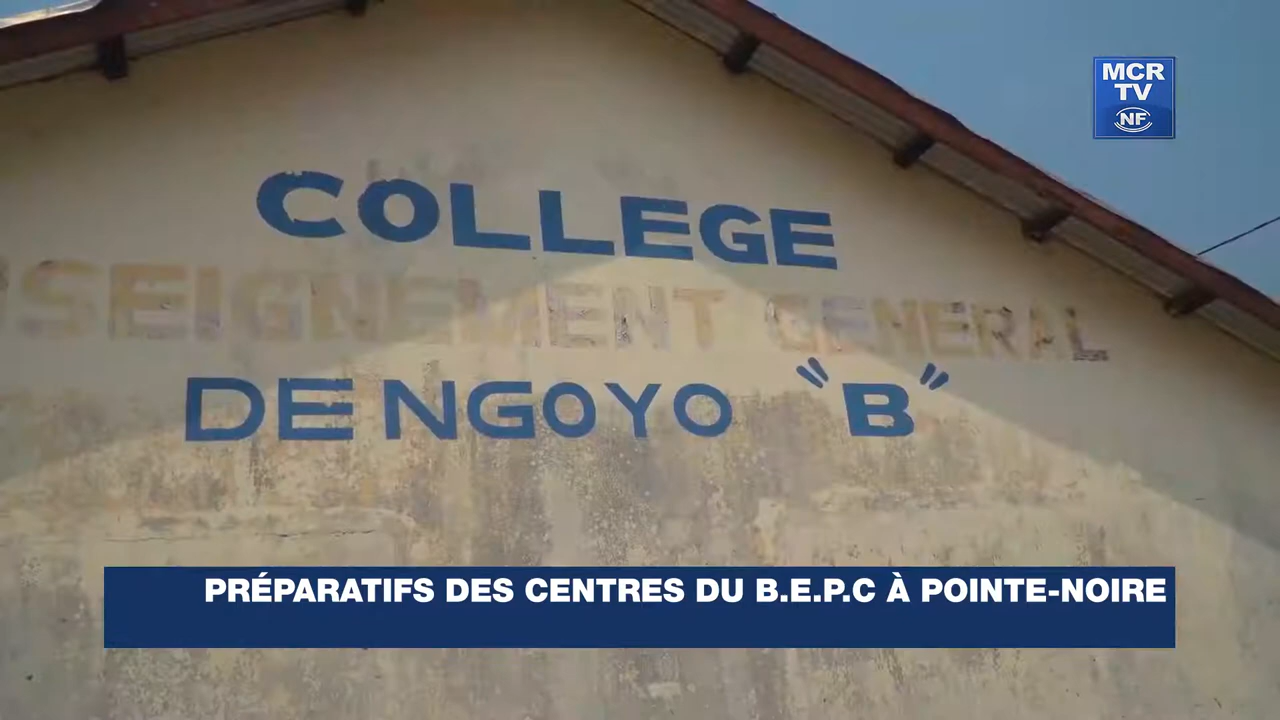 MCR
TV
NF
COLLEGE
SEIGNEMENT GENERAL
DE NGOYO "B"
PRÉPARATIFS DES CENTRES DU B.E.P.C À POINTE-NOIRE